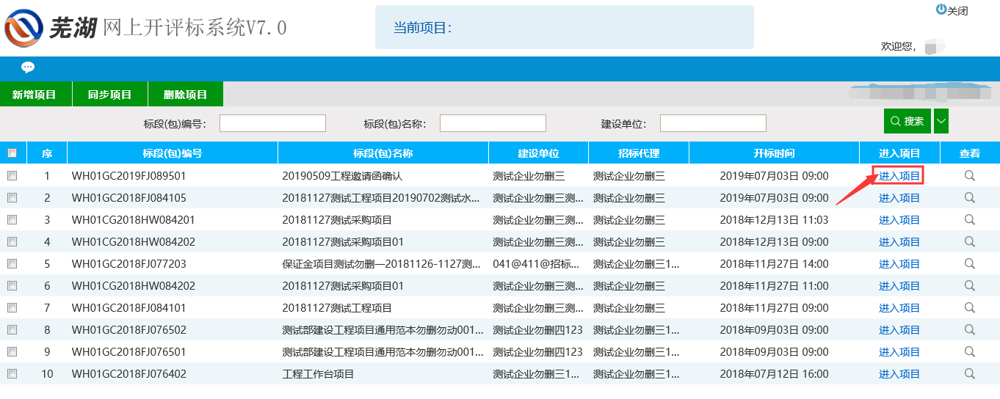 芜湖 网上开评标系统V7.0
当前项目：
关闭
欢迎您，
新增项目 同步项目 删除项目
标段(包)编号： 标段(包)名称： 建设单位： 搜索
序 标段(包)编号 标段(包)名称 建设单位 招标代理 开标时间 进入项目 查看
1 WH01GC2019FJ089501 20190509工程邀请函确认 测试企业勿删三 测试企业勿删三 2019年07月03日 09:00 进入项目
2 WH01GC2018FJ084105 20181127测试工程项目20190702测试水... 测试企业勿删三测... 测试企业勿删三 2019年07月03日 09:00 进入项目
3 WH01CG2018HW084201 20181127测试采购项目 测试企业勿删三测... 测试企业勿删三 2018年12月13日 11:03 进入项目
4 WH01CG2018HW084202 20181127测试采购项目01 测试企业勿删三测... 测试企业勿删三 2018年12月13日 09:00 进入项目
5 WH01GC2018FJ077203 保证金项目测试勿删—20181126-1127测... 041@411@招标... 测试企业勿删三1... 2018年11月27日 14:00 进入项目
6 WH01CG2018HW084202 20181127测试采购项目01 测试企业勿删三测... 测试企业勿删三 2018年11月27日 11:00 进入项目
7 WH01GC2018FJ084101 20181127测试工程项目 测试企业勿删三测... 测试企业勿删三 2018年11月27日 09:00 进入项目
8 WH01GC2018FJ076502 测试部建设工程项目通用范本勿删勿动001... 测试企业勿删四123 测试企业勿删三1... 2018年09月03日 09:00 进入项目
9 WH01GC2018FJ076501 测试部建设工程项目通用范本勿删勿动001... 测试企业勿删四123 测试企业勿删三1... 2018年09月03日 09:00 进入项目
10 WH01GC2018FJ076402 工程工作台项目 测试企业勿删三1... 测试企业勿删三1... 2018年07月12日 16:00 进入项目